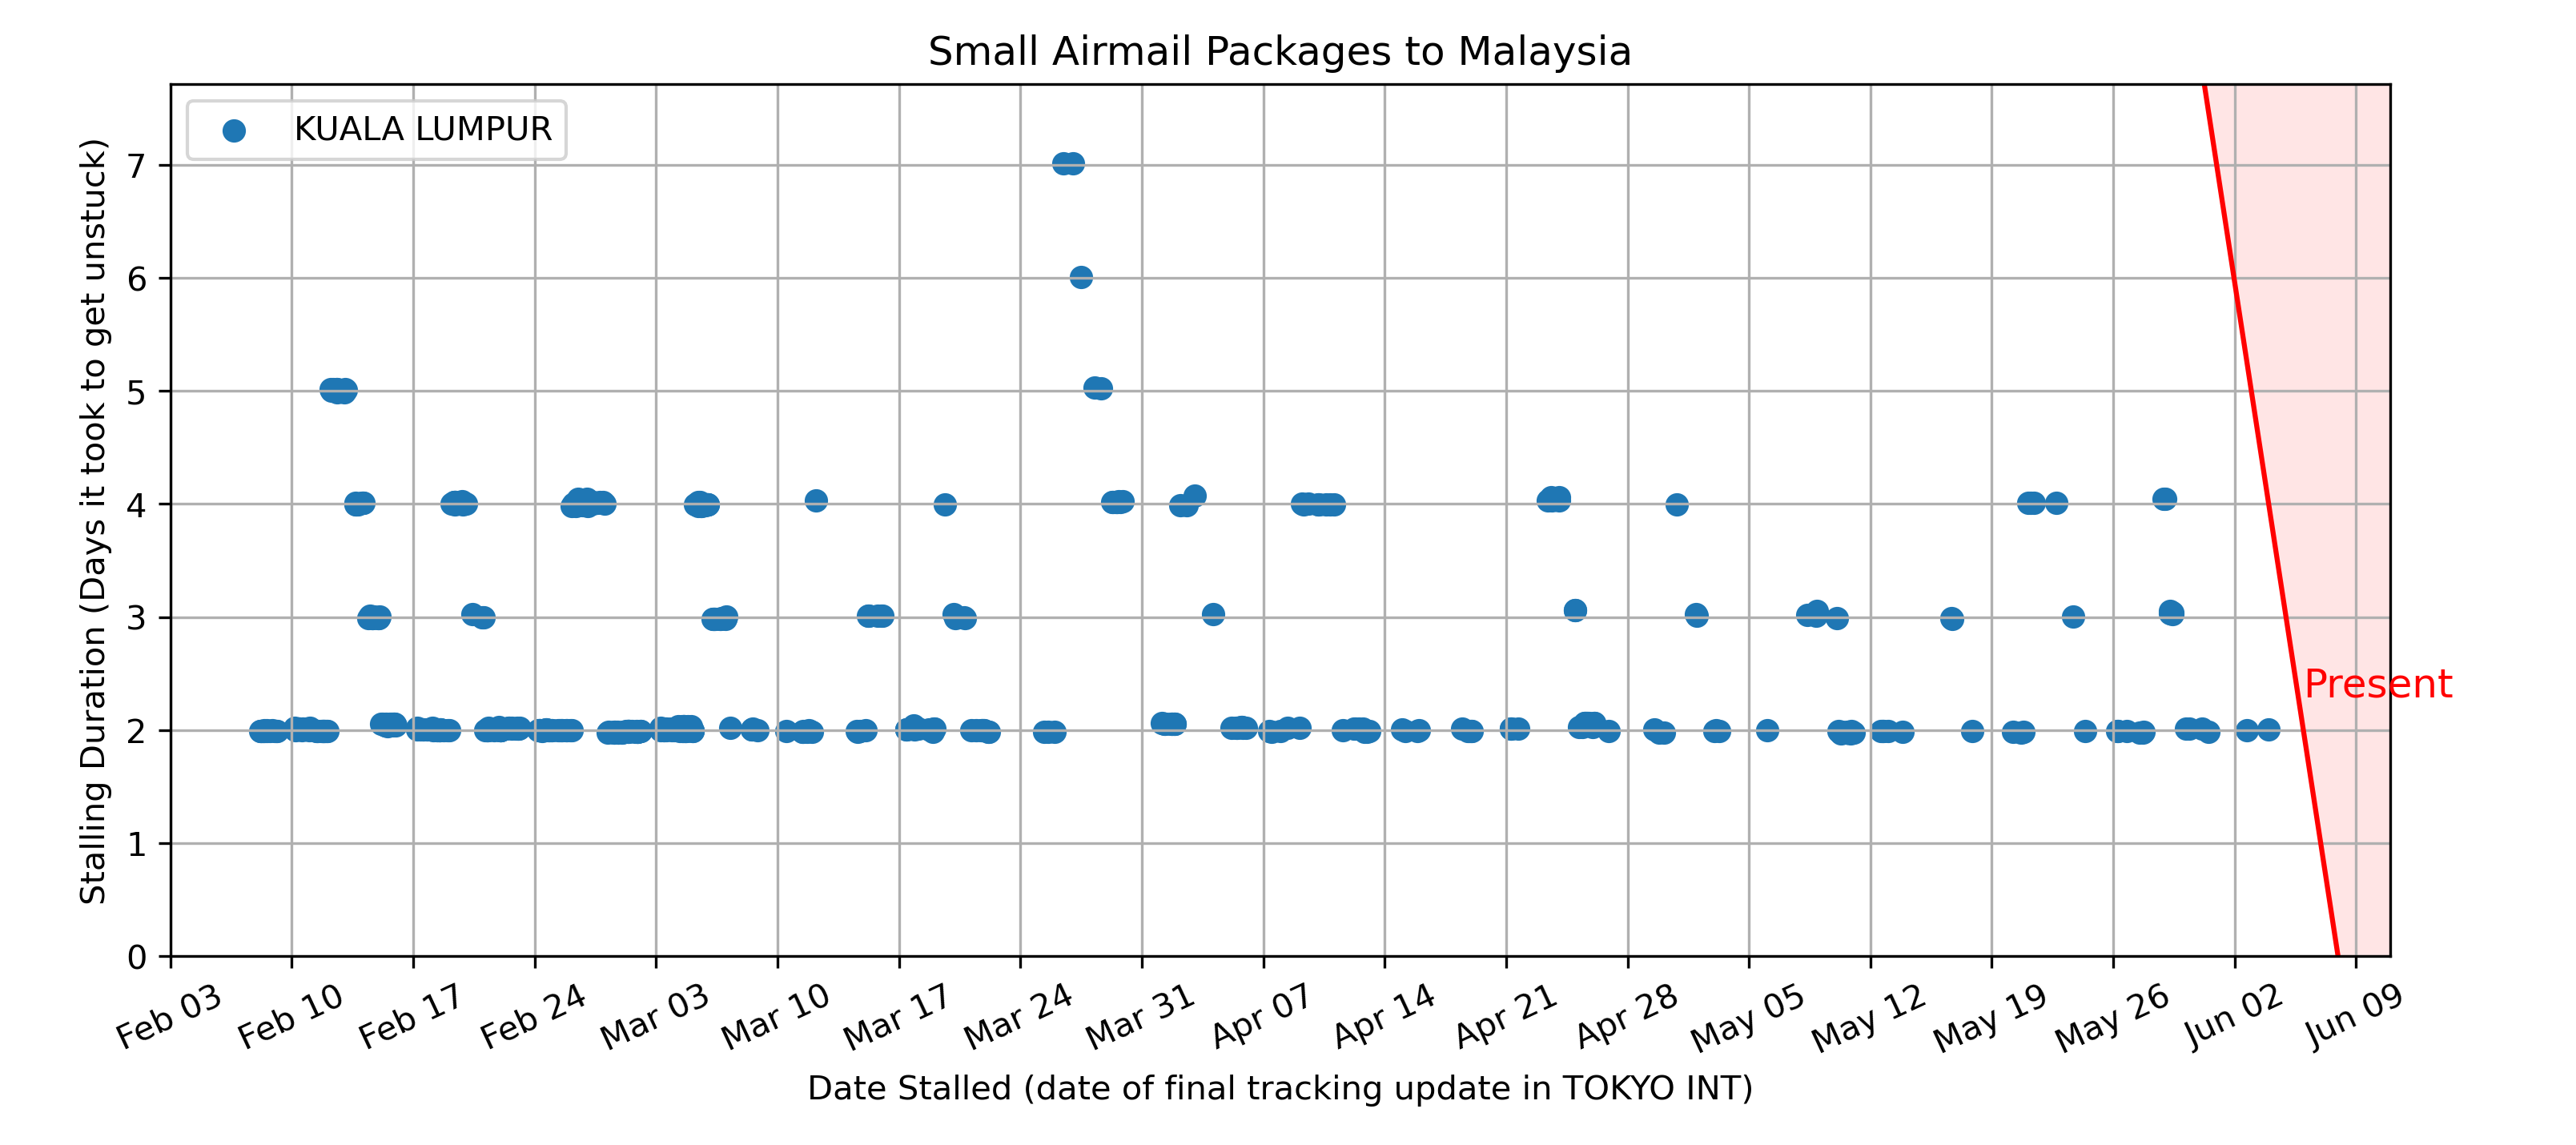 Small Airmail Packages to Malaysia
KUALA LUMPUR
Stalling Duration (Days it took to get unstuck)
7
6
5
4
3
2
1
0
Present
Feb 03
Feb 10
Feb 17
Feb 24
Mar 03
Mar 10
Mar 17
Mar 24
Mar 31
Apr 07
Apr 14
Apr 21
Apr 28
May 05
May 12
May 19
May 26
Jun 02
Jun 09
Date Stalled (date of final tracking update in TOKYO INT)